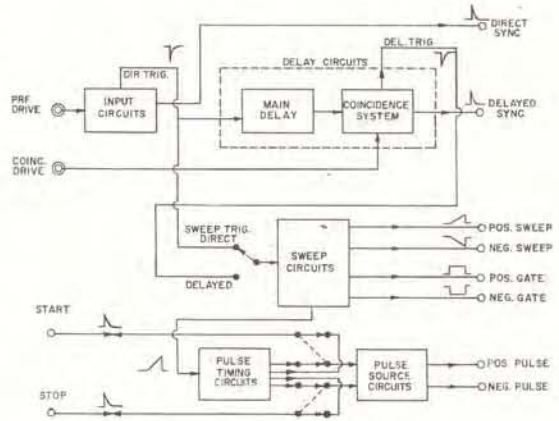 DIRECT
SYNC
DEL. TRIG.
DELAY CIRCUITS
DIR TRIG.
PRF
DRIVE
INPUT
CIRCUITS
MAIN
DELAY
COINCIDENCE
SYSTEM
DELAYED
SYNC
COINC.
DRIVE
SWEEP TRIG.
DIRECT
SWEEP
CIRCUITS
POS. SWEEP
NEG. SWEEP
DELAYED
POS. GATE
NEG. GATE
START
PULSE
TIMING
CIRCUITS
PULSE
SOURCE
CIRCUITS
POS. PULSE
NEG. PULSE
STOP